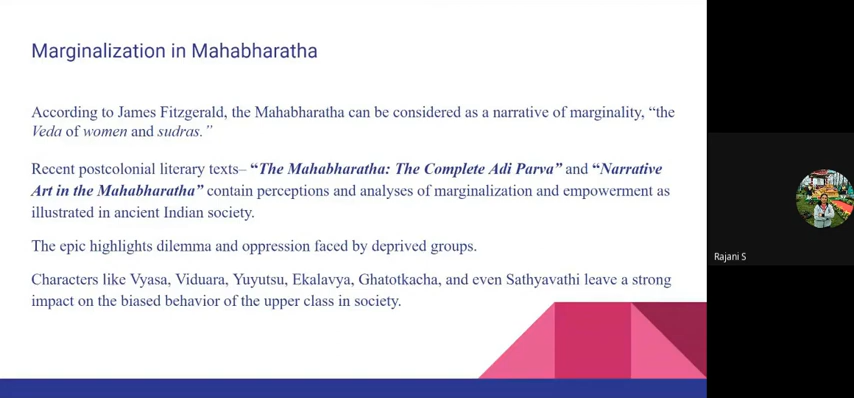 Marginalization in Mahabharatha
According to James Fitzgerald, the Mahabharatha can be considered as a narrative of marginality, “the
Veda of women and sudras.”
Recent postcolonial literary texts– “The Mahabharatha: The Complete Adi Parva” and “Narrative
Art in the Mahabharatha” contain perceptions and analyses of marginalization and empowerment as
illustrated in ancient Indian society.
The epic highlights dilemma and oppression faced by deprived groups.
Characters like Vyasa, Viduara, Yuyutsu, Ekalavya, Ghatotkacha, and even Sathyavathi leave a strong
impact on the biased behavior of the upper class in society.
Rajani S